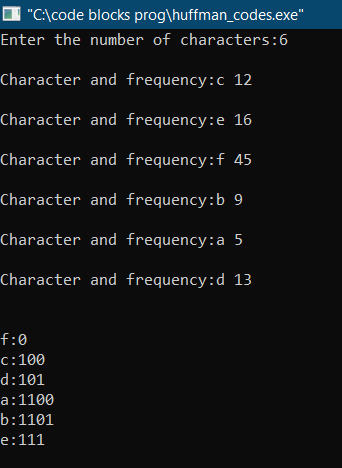 "C:\code blocks prog\huffman_codes.exe"
Enter the number of characters:6
Character and frequency:c 12
Character and frequency:e 16
Character and frequency:f 45
Character and frequency:b 9
Character and frequency:a 5
Character and frequency:d 13
f:0
c:100
d:101
a:1100
b:1101
e:111